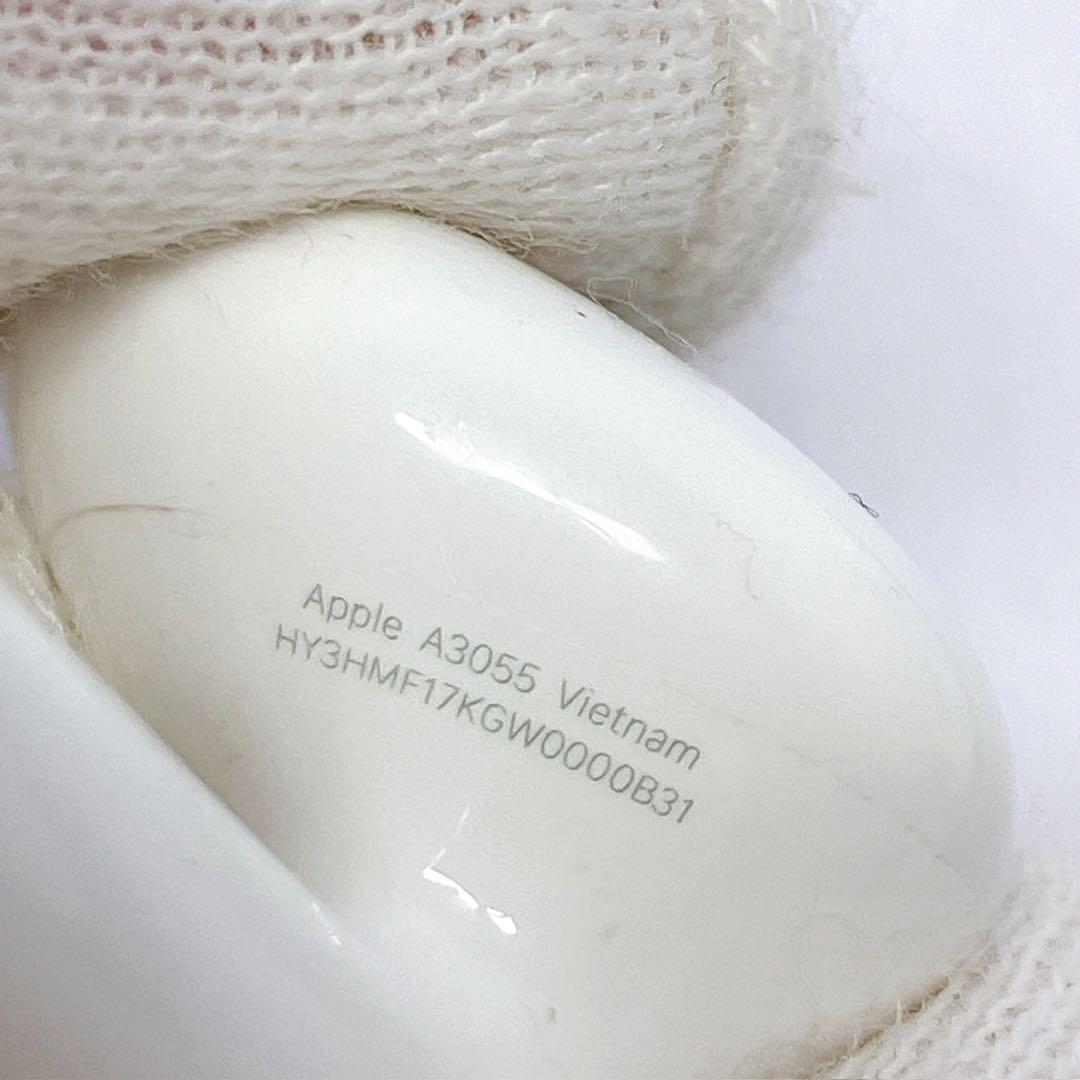 Apple A3055 Vietnam
HY3HMF17KGW0000B31